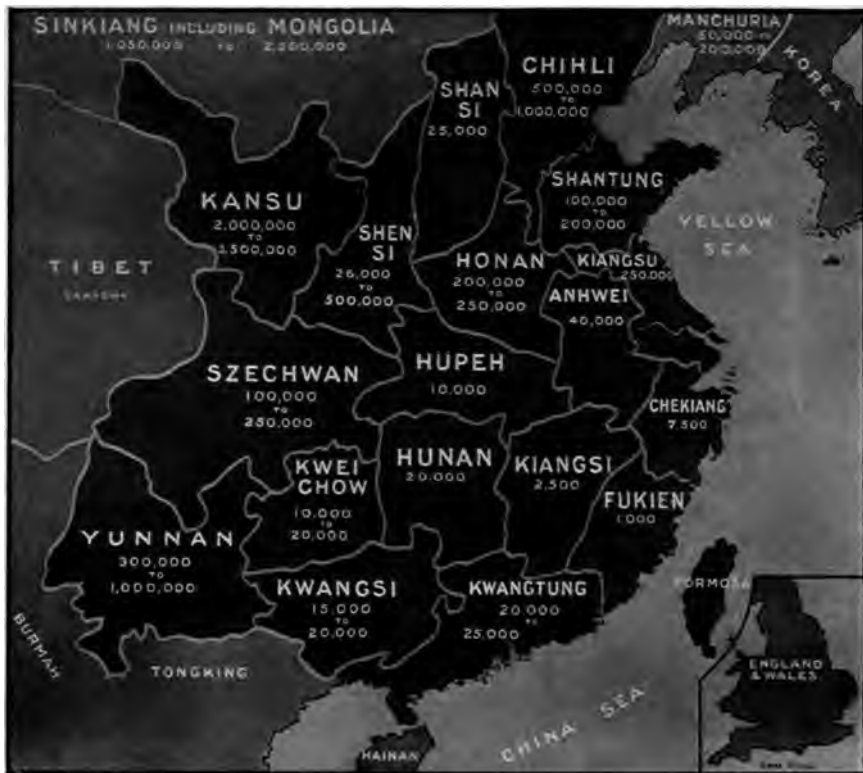 SINKIANG INCLUDING MONGOLIA
1,050,000 TO 2,500,000
MANCHURIA
50,000 TO
200,000
KOREA
CHIHLI
500,000
TO
1,000,000
SHAN
SI
25,000
SHANTUNG
100,000
TO
200,000
KANSU
2,000,000
TO
3,500,000
SHEN
SI
26,000
TO
500,000
YELLOW
SEA
TIBET
HONAN
200,000
TO
250,000
KIANGSU
250,000
ANHWEI
40,000
SZECHWAN
100,000
TO
250,000
HUPEH
10,000
CHEKIANG
7,500
KWEI
CHOW
10,000
TO
20,000
HUNAN
20,000
KIANGSI
2,500
FUKIEN
1,000
YUNNAN
300,000
TO
1,000,000
KWANGSI
15,000
TO
20,000
KWANGTUNG
20,000
TO
25,000
FORMOSA
BURMAH
TONGKING
ENGLAND
& WALES
CHINA SEA
HAINAN